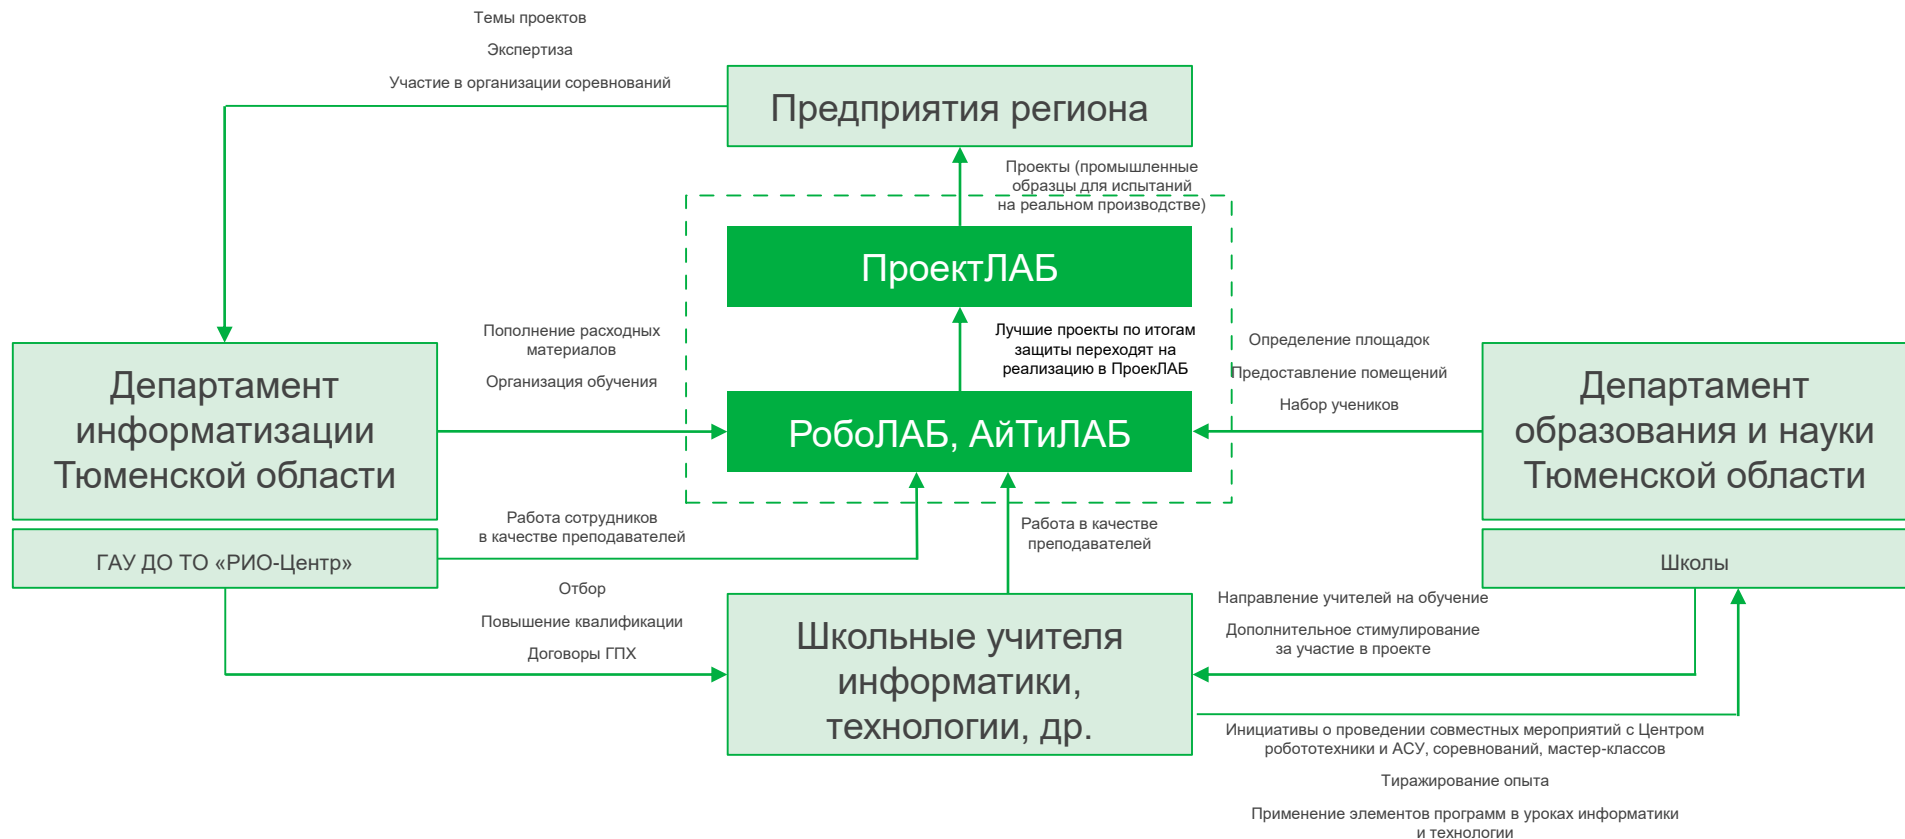 Темы проектов
Экспертиза
Участие в организации соревнований
Предприятия региона
Проекты (промышленные
образцы для испытаний
на реальном производстве)
ПроектЛАБ
Пополнение расходных
материалов
Организация обучения
Лучшие проекты по итогам
защиты переходят на
реализацию в ПроекЛАБ
Определение площадок
Предоставление помещений
Набор учеников
Департамент
информатизации
Тюменской области
РобоЛАБ, АйТиЛАБ
Департамент
образования и науки
Тюменской области
Работа сотрудников
в качестве преподавателей
Работа в качестве
преподавателей
ГАУ ДО ТО «РИО-Центр»
Школы
Отбор
Повышение квалификации
Договоры ГПХ
Школьные учителя
информатики,
технологии, др.
Направление учителей на обучение
Дополнительное стимулирование
за участие в проекте
Инициативы о проведении совместных мероприятий с Центром
робототехники и АСУ, соревнований, мастер-классов
Тиражирование опыта
Применение элементов программ в уроках информатики
и технологии